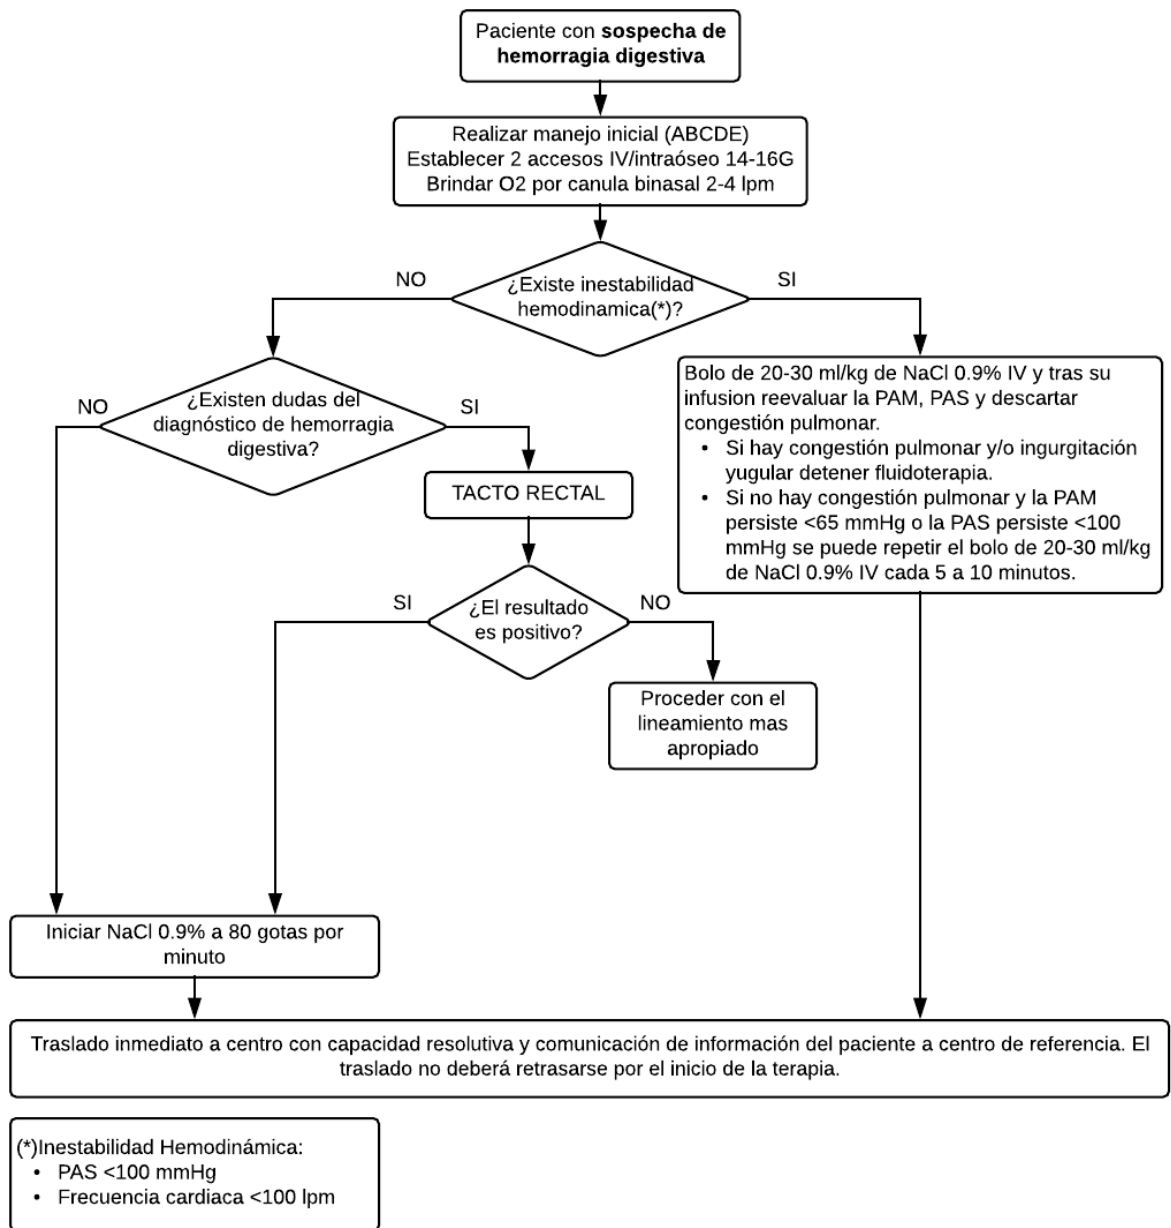 Paciente con sospecha de
hemorragia digestiva
Realizar manejo inicial (ABCDE)
Establecer 2 accesos IV/intraóseo 14-16G
Brindar O2 por canula binasal 2-4 lpm
NO
¿Existe inestabilidad
hemodinamica(*)?
SI
NO
¿Existen dudas del
diagnóstico de hemorragia
digestiva?
SI
Bolo de 20-30 ml/kg de NaCl 0.9% IV y tras su
infusion reevaluar la PAM, PAS y descartar
congestión pulmonar.
• Si hay congestión pulmonar y/o ingurgitación
yugular detener fluidoterapia.
• Si no hay congestión pulmonar y la PAM
persiste <65 mmHg o la PAS persiste <100
mmHg se puede repetir el bolo de 20-30 ml/kg
de NaCl 0.9% IV cada 5 a 10 minutos.
TACTO RECTAL
SI
¿El resultado
es positivo?
NO
Proceder con el
lineamiento mas
apropiado
Iniciar NaCl 0.9% a 80 gotas por
minuto
Traslado inmediato a centro con capacidad resolutiva y comunicación de información del paciente a centro de referencia. El
traslado no deberá retrasarse por el inicio de la terapia.
(*)Inestabilidad Hemodinámica:
• PAS <100 mmHg
• Frecuencia cardiaca <100 lpm